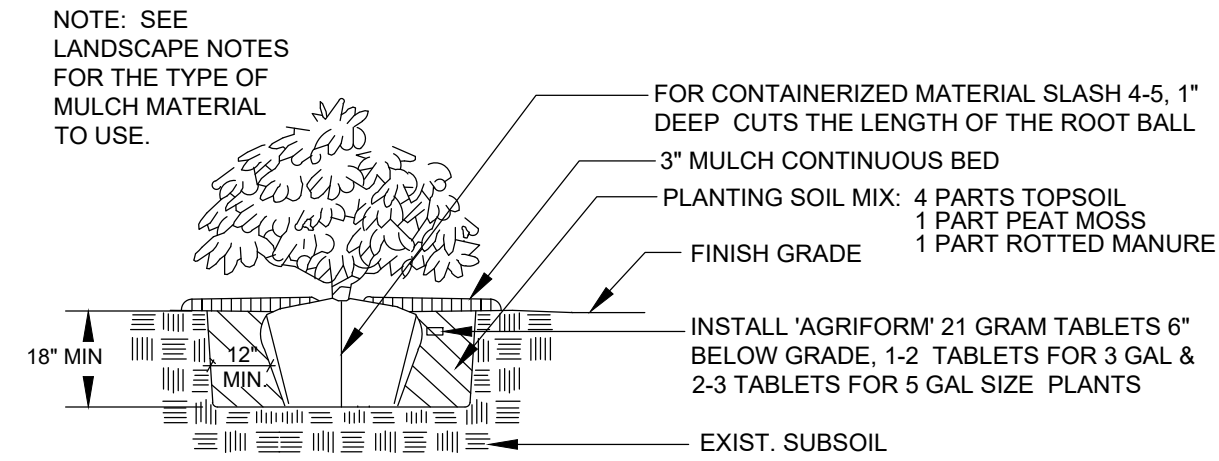 NOTE: SEE
LANDSCAPE NOTES
FOR THE TYPE OF
MULCH MATERIAL
TO USE.
FOR CONTAINERIZED MATERIAL SLASH 4-5, 1"
DEEP CUTS THE LENGTH OF THE ROOT BALL
3" MULCH CONTINUOUS BED
PLANTING SOIL MIX: 4 PARTS TOPSOIL
1 PART PEAT MOSS
1 PART ROTTED MANURE
FINISH GRADE
INSTALL 'AGRIFORM' 21 GRAM TABLETS 6"
BELOW GRADE, 1-2 TABLETS FOR 3 GAL &
2-3 TABLETS FOR 5 GAL SIZE PLANTS
18" MIN
12"
MIN.
EXIST. SUBSOIL